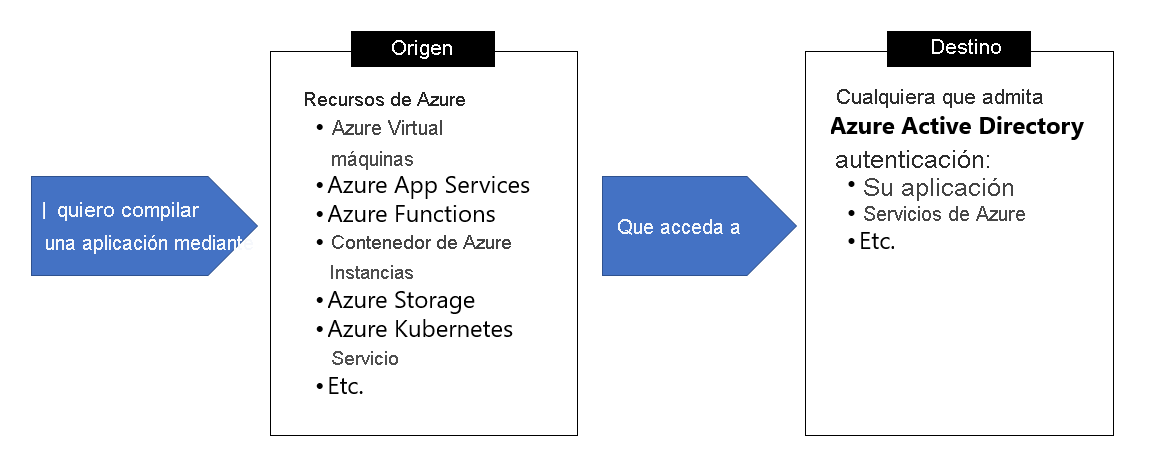 | quiero compilar
una aplicación mediante
Origen
Recursos de Azure
• Azure Virtual
máquinas
• Azure App Services
• Azure Functions
• Contenedor de Azure
Instancias
• Azure Storage
• Azure Kubernetes
Servicio
• Etc.
Que acceda a
Destino
Cualquiera que admita
Azure Active Directory
autenticación:
• Su aplicación
• Servicios de Azure
• Etc.